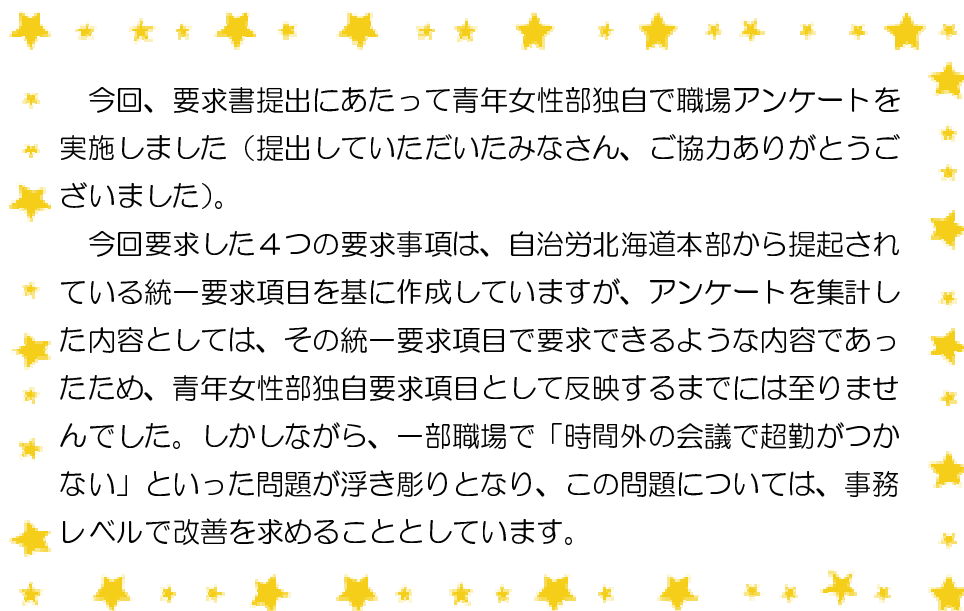 今回、要求書提出にあたって青年女性部独自で職場アンケートを
実施しました（提出していただいたみなさん、ご協力ありがとうご
ざいました）。
　今回要求した４つの要求事項は、自治労北海道本部から提起され
ている統一要求項目を基に作成していますが、アンケートを集計し
た内容としては、その統一要求項目で要求できるような内容であっ
たため、青年女性部独自要求項目として反映するまでには至りませ
んでした。しかしながら、一部職場で「時間外の会議で超勤がつか
ない」といった問題が浮き彫りとなり、この問題については、事務
レベルで改善を求めることとしています。